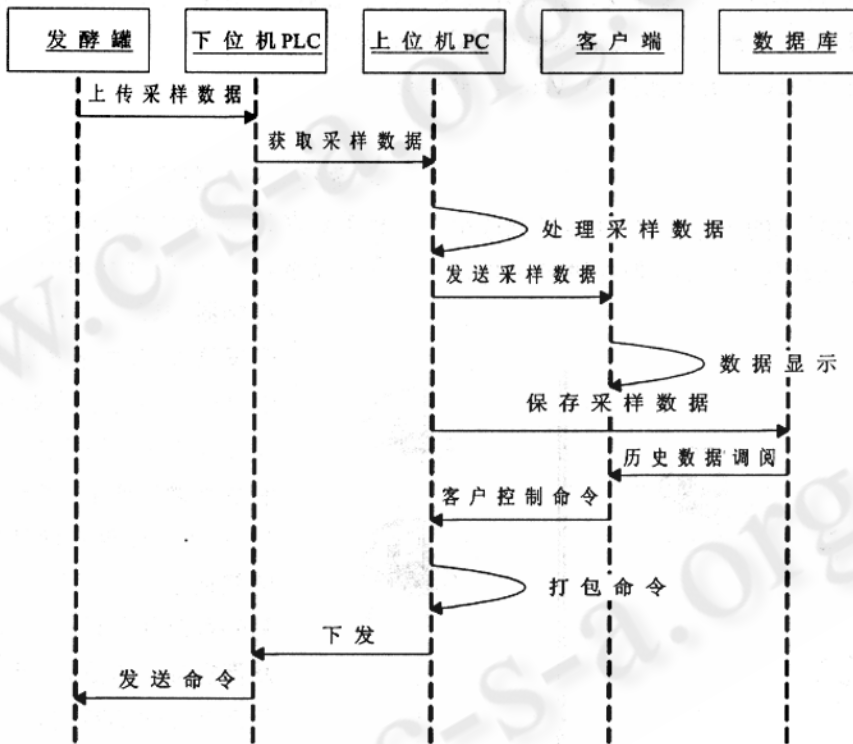 发酵罐
下位机PLC
上位机PC
客户端
数据库
上传采样数据
获取采样数据
处理采样数据
发送采样数据
数据显示
保存采样数据
历史数据调阅
客户控制命令
打包命令
下发
发送命令
www.c-s-a.org.cn